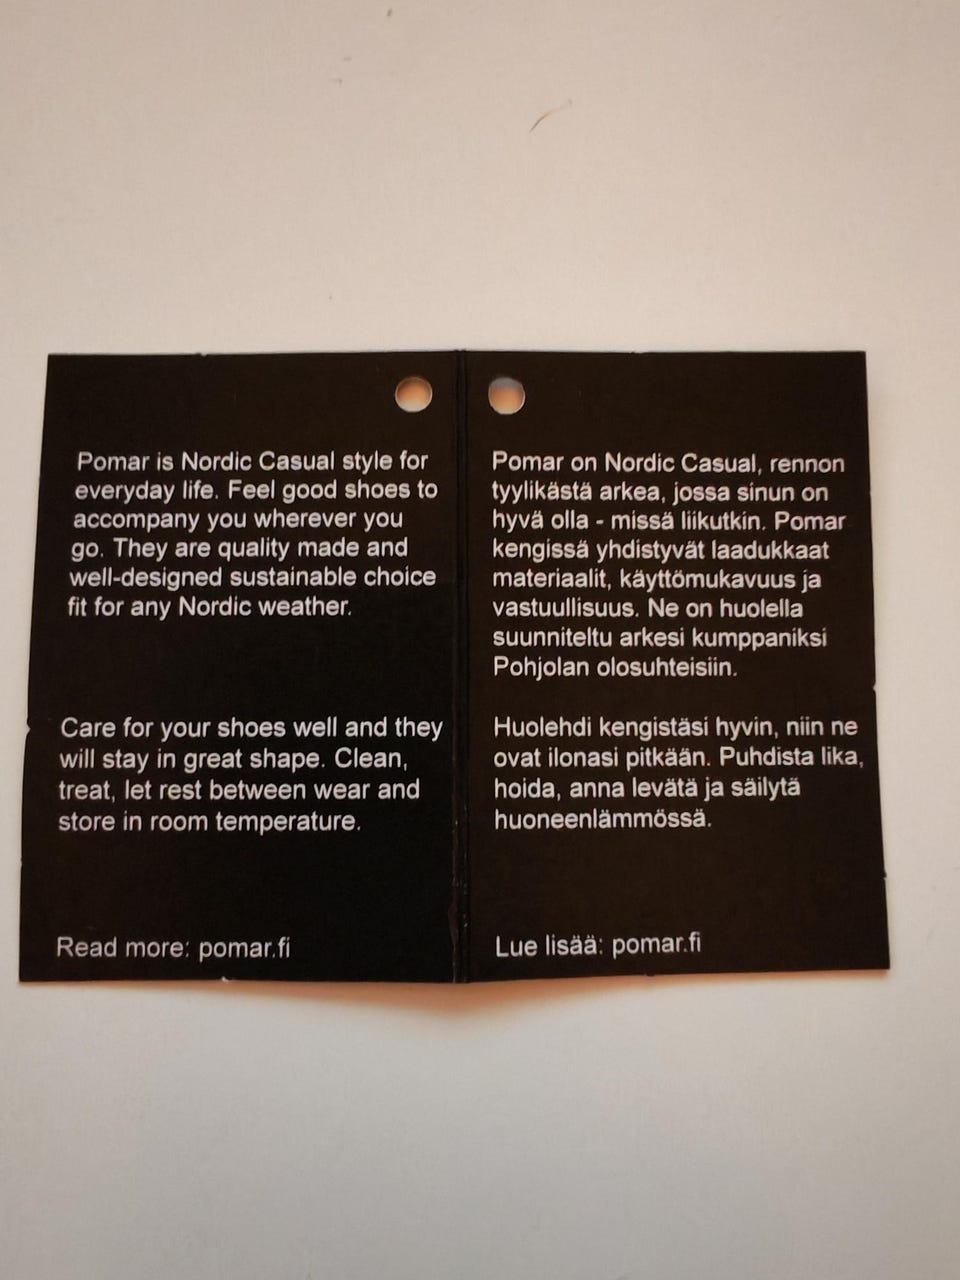 Pomar is Nordic Casual style for
everyday life. Feel good shoes to
accompany you wherever you
go. They are quality made and
well-designed sustainable choice
fit for any Nordic weather.
Care for your shoes well and they
will stay in great shape. Clean,
treat, let rest between wear and
store in room temperature.
Read more: pomar.fi
Pomar on Nordic Casual, rennon
tyylikästä arkea, jossa sinun on
hyvä olla - missä liikutkin. Pomar
kengissä yhdistyvät laadukkaat
materiaalit, käyttömukavuus ja
vastuullisuus. Ne on huolella
suunniteltu arkesi kumppaniksi
Pohjolan olosuhteisiin.
Huolehdi kengistäsi hyvin, niin ne
ovat ilonasi pitkään. Puhdista lika,
hoida, anna levätä ja säilytä
huoneenlämmössä.
Lue lisää: pomar.fi